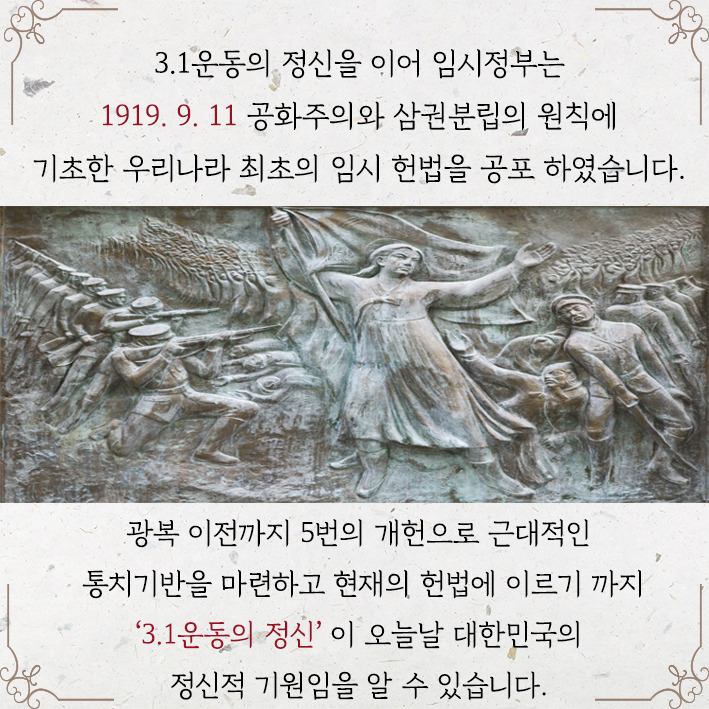 3.1운동의 정신을 이어 임시정부는
1919. 9. 11 공화주의와 삼권분립의 원칙에
기초한 우리나라 최초의 임시 헌법을 공포 하였습니다.
광복 이전까지 5번의 개헌으로 근대적인
통치기반을 마련하고 현재의 헌법에 이르기 까지
‘3.1운동의 정신’ 이 오늘날 대한민국의
정신적 기원임을 알 수 있습니다.